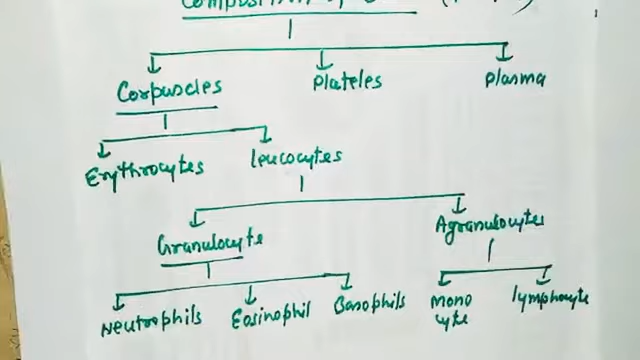 Corpuscles Plateles Plasma
Erythrocytes Leucocytes
Granulocyte Agranulocytes
Neutrophils Eosinophil Basophils Mono lymphocyte
cyte